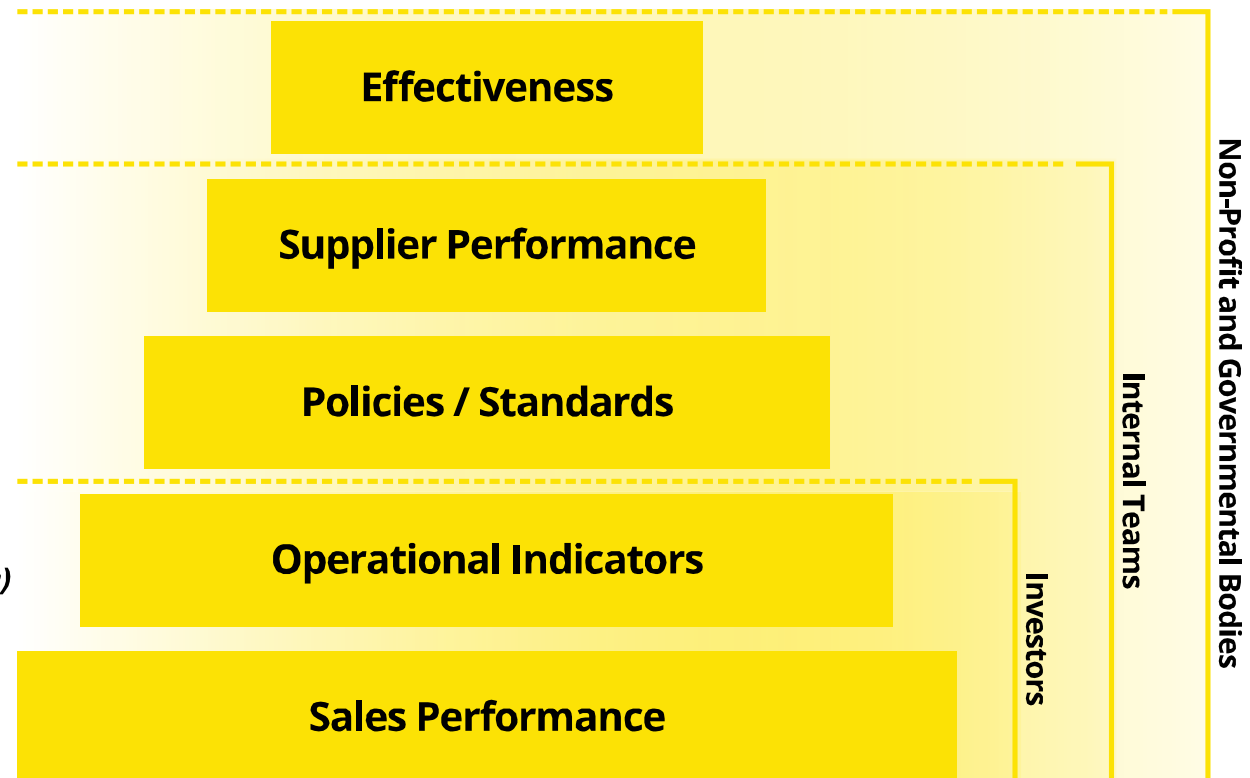 Effectiveness
Supplier Performance
Policies / Standards
Operational Indicators
Sales Performance
Investors
Internal Teams
Non-Profit and Governmental Bodies